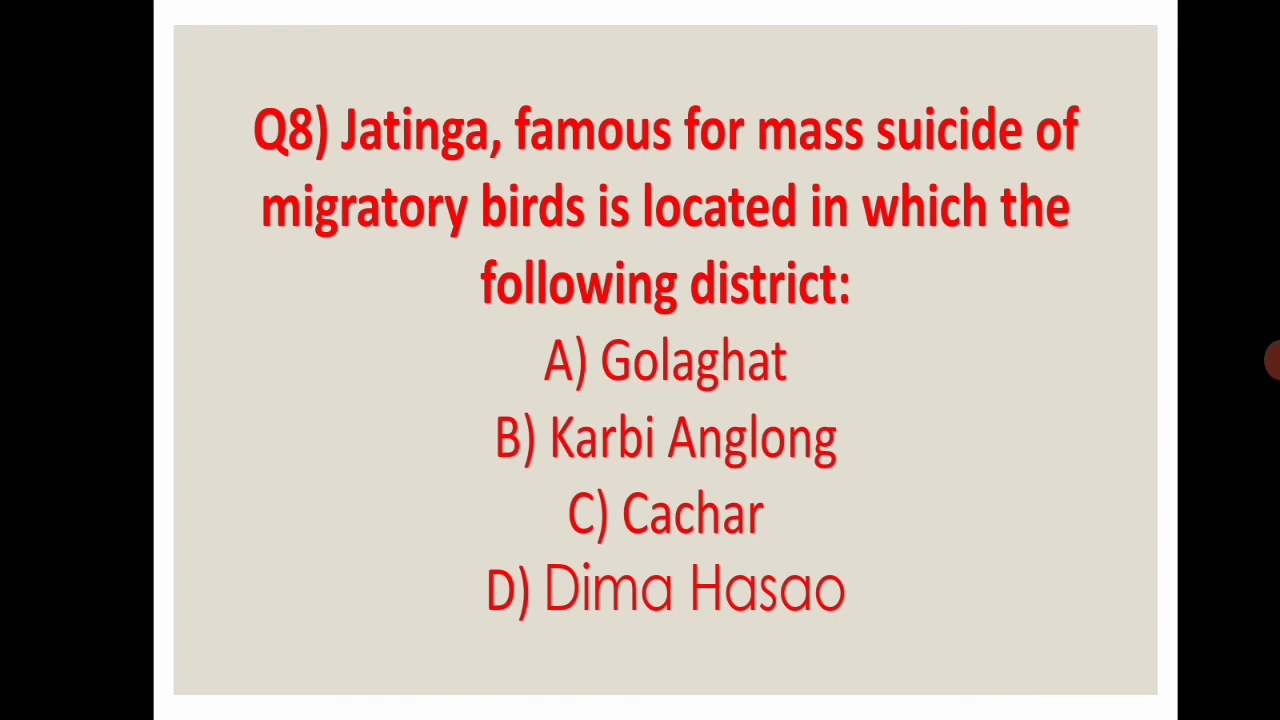 Q8) Jatinga, famous for mass suicide of
migratory birds is located in which the
following district:
A) Golaghat
B) Karbi Anglong
C) Cachar
D) Dima Hasao